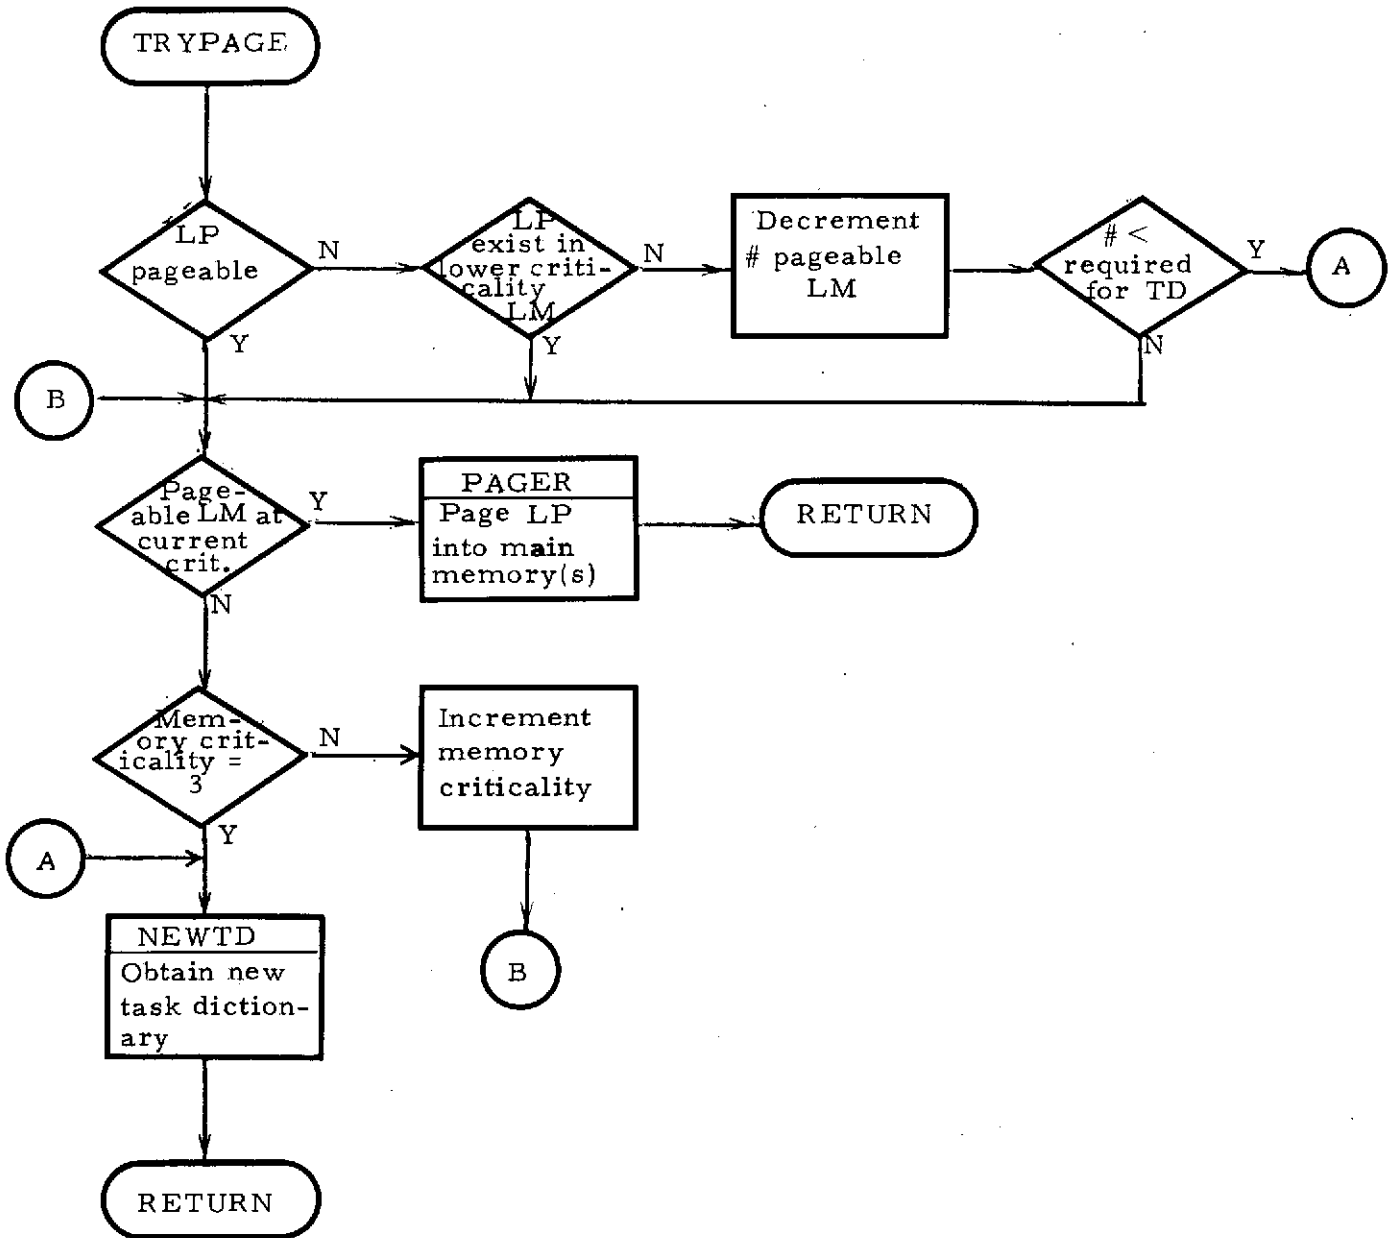 TRYPAGE
LP
pageable
N
Y
LP
exist in
lower criti-
cality
LM
N
Y
Decrement
# pageable
LM
# <
required
for TD
Y
N
A
B
Page-
able LM at
current
crit.
Y
N
PAGER
Page LP
into main
memory(s)
RETURN
Mem-
ory crit-
icality =
3
N
Y
Increment
memory
criticality
B
A
NEWTD
Obtain new
task diction-
ary
RETURN